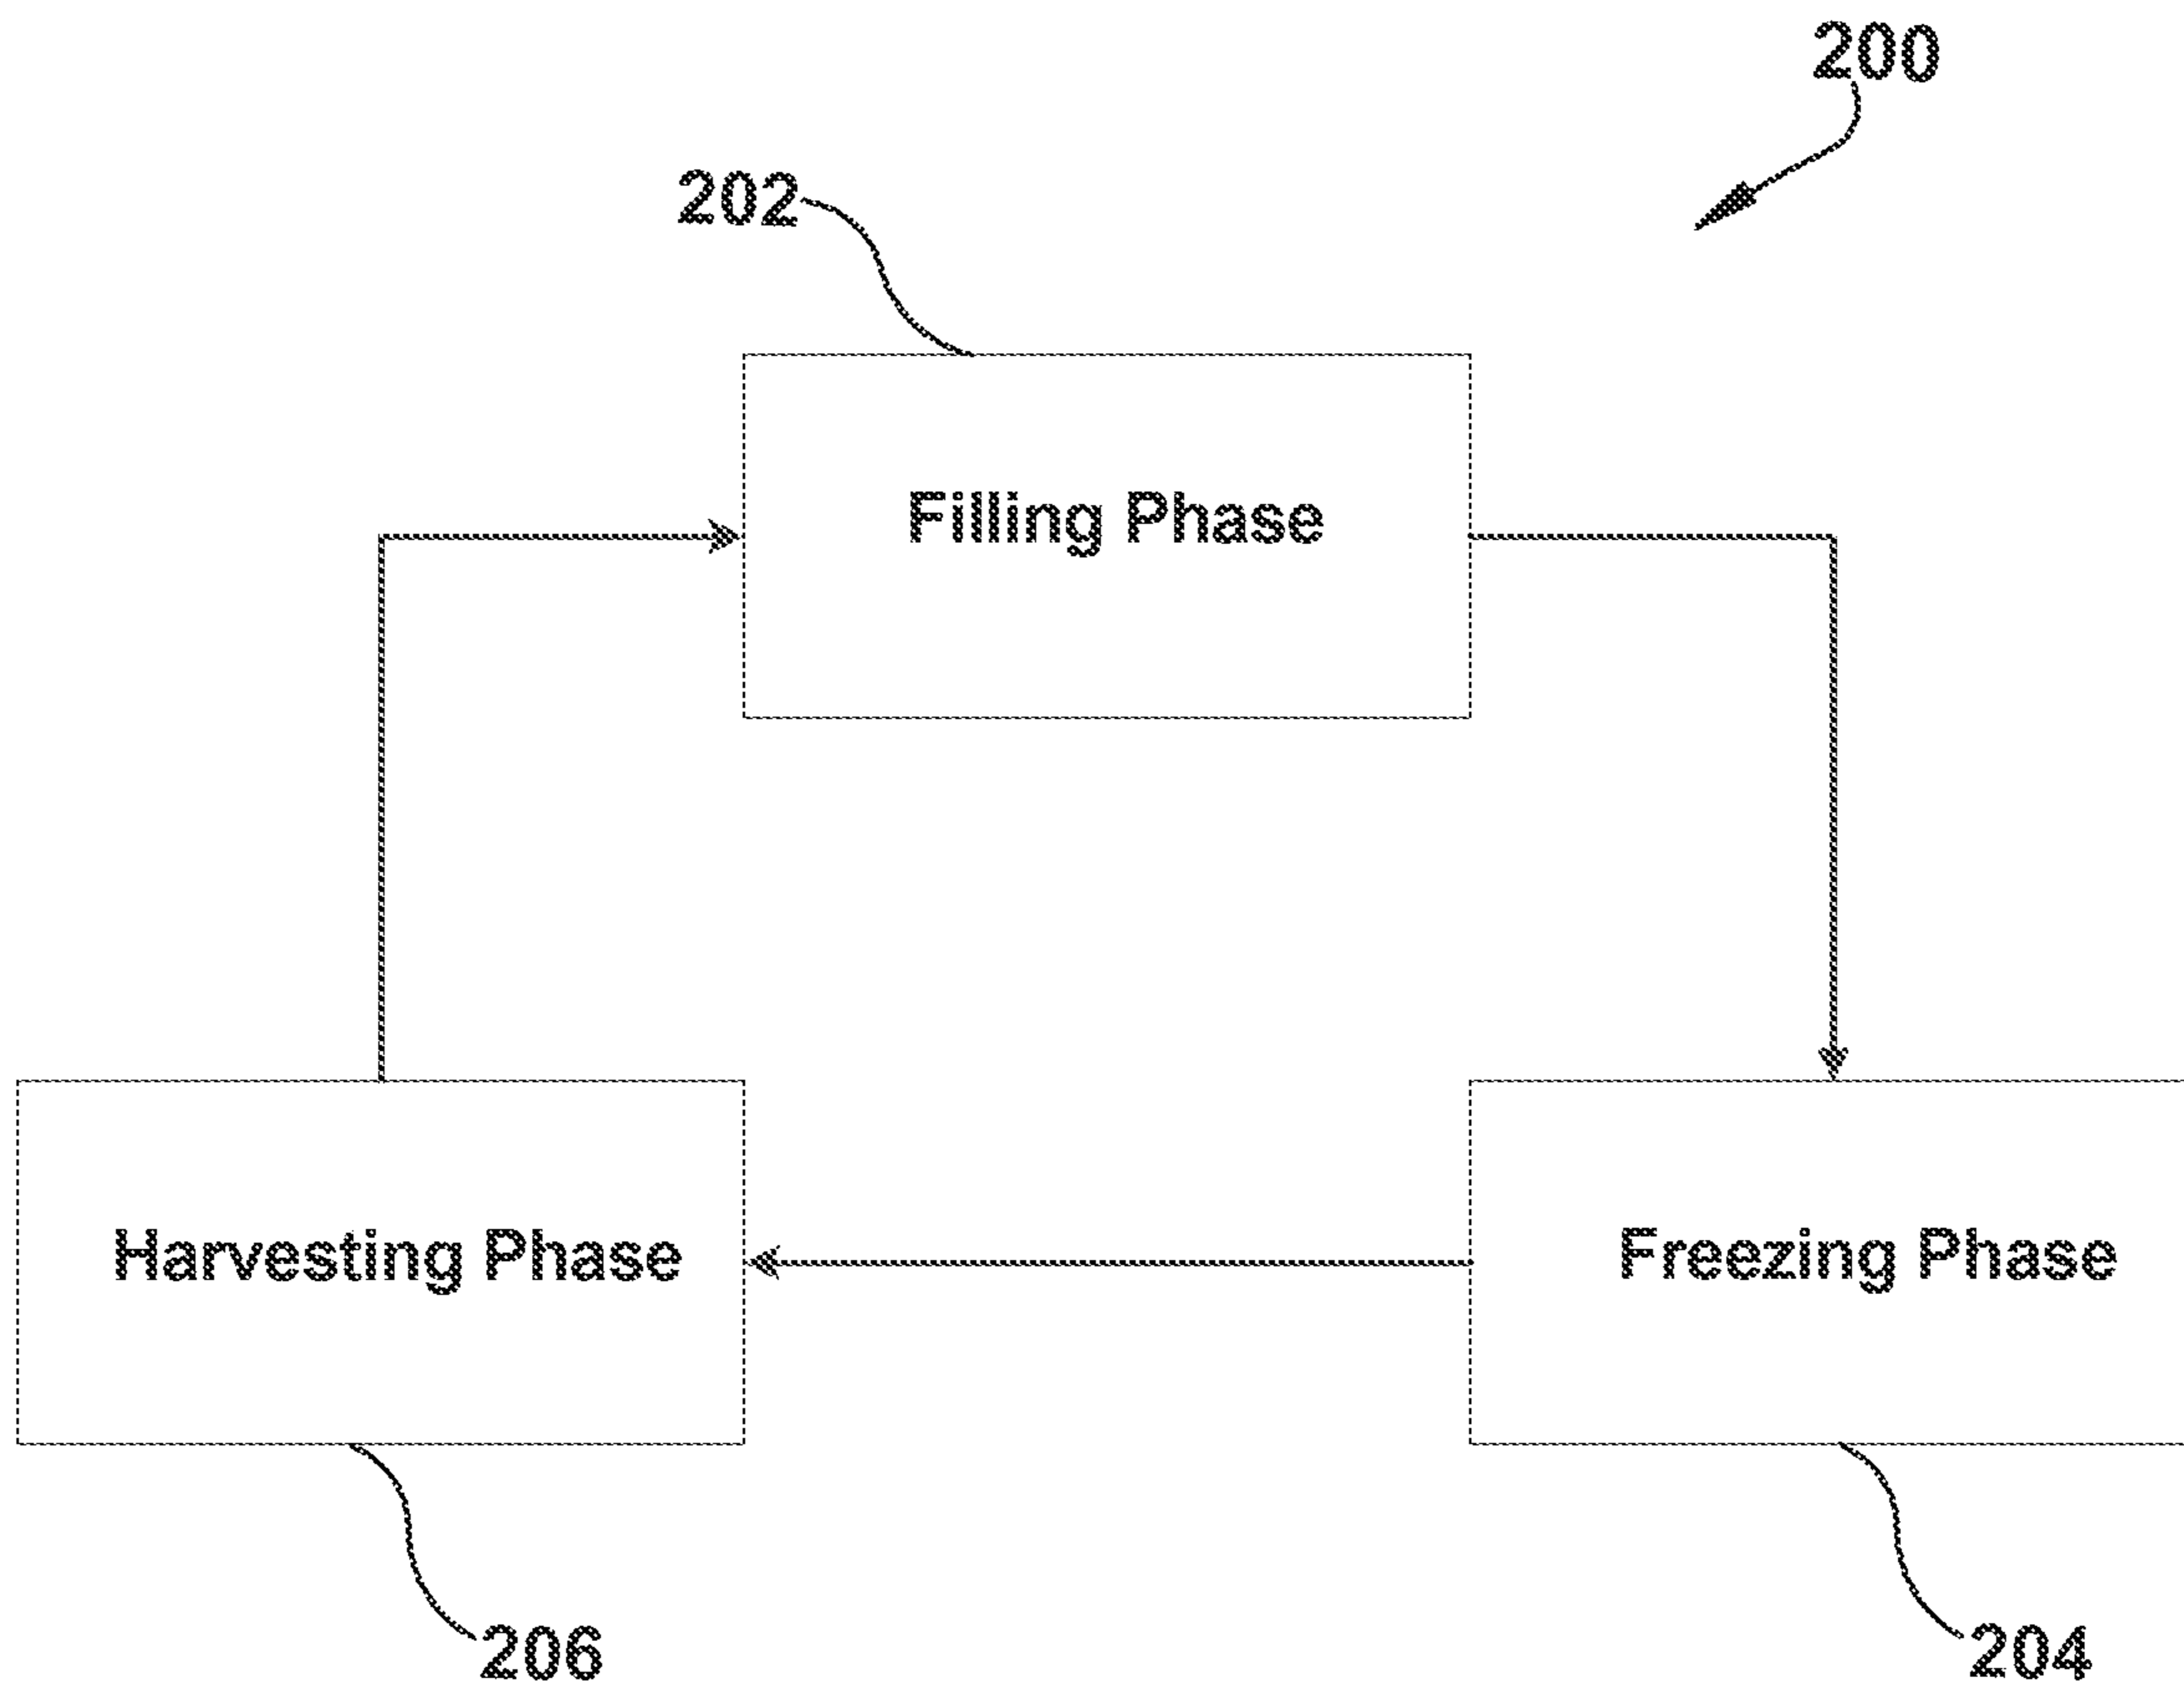 200
202
Filling Phase
Harvesting Phase
Freezing Phase
206
204